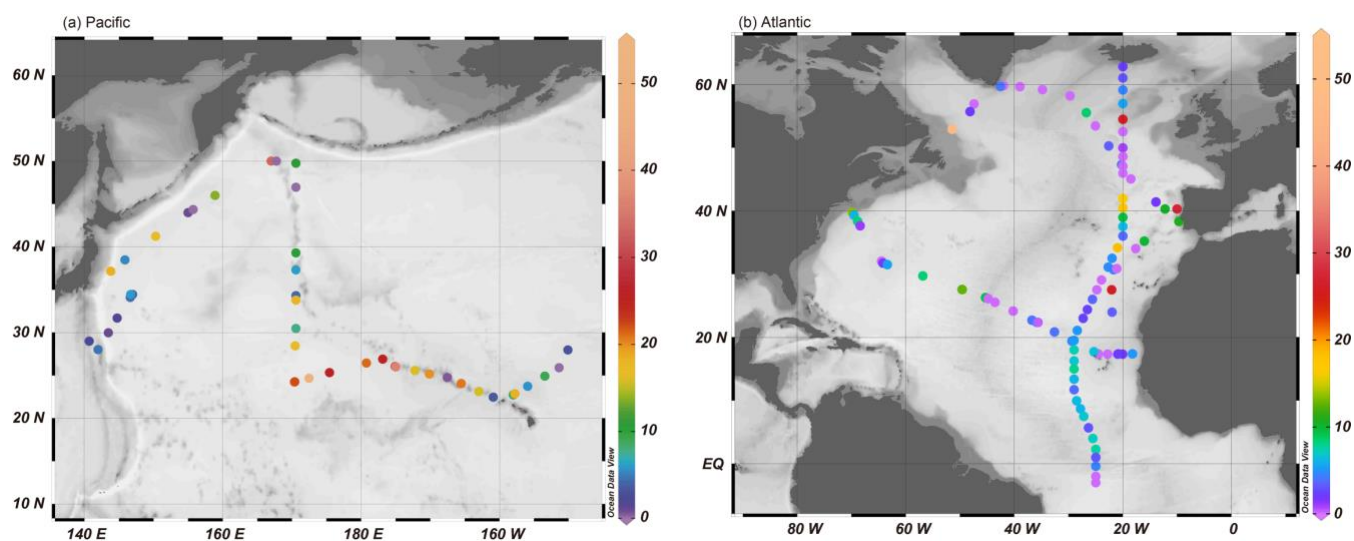 (a) Pacific
60 N
50 N
40 N
30 N
20 N
10 N
140 E
160 E
180 E
160 W
50
40
30
20
10
0
Ocean Data View
(b) Atlantic
60 N
40 N
20 N
EQ
80 W
60 W
40 W
20 W
0
50
40
30
20
10
0
Ocean Data View